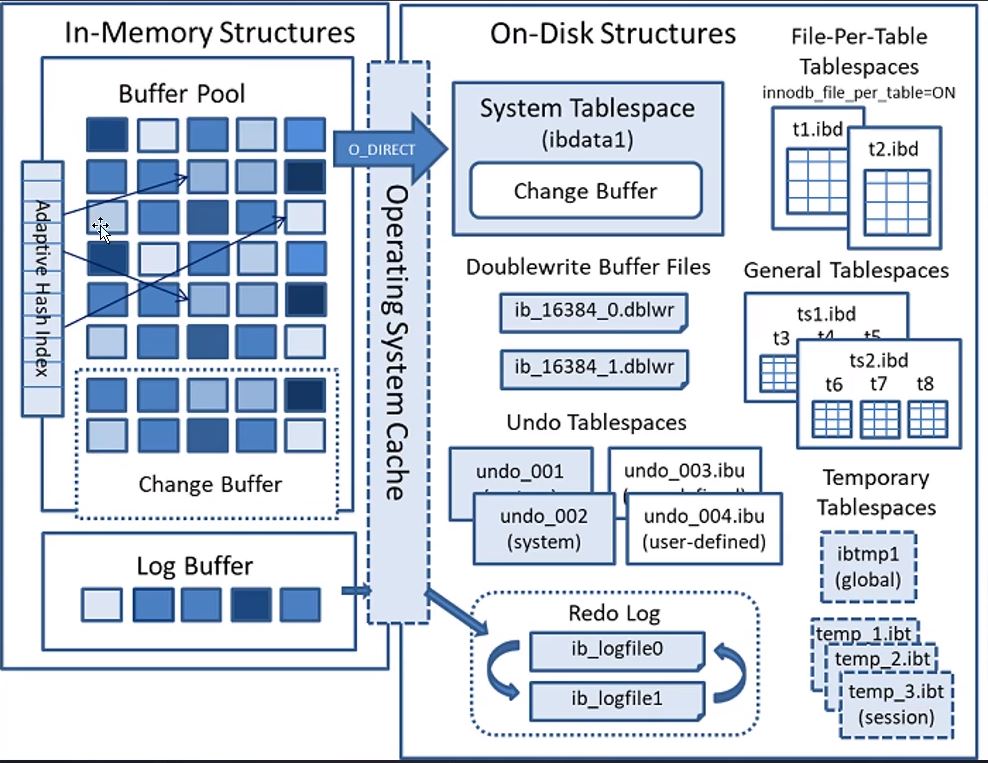 In-Memory Structures
Buffer Pool
Adaptive Hash Index
Change Buffer
Log Buffer
O_DIRECT
Operating System Cache
On-Disk Structures
System Tablespace
(ibdata1)
Change Buffer
Doublewrite Buffer Files
ib_16384_0.dblwr
ib_16384_1.dblwr
Undo Tablespaces
undo_001
undo_002
(system)
undo_003.ibu
undo_004.ibu
(user-defined)
Redo Log
ib_logfile0
ib_logfile1
File-Per-Table
Tablespaces
innodb_file_per_table=ON
t1.ibd
t2.ibd
General Tablespaces
ts1.ibd
t3 t4 t5
ts2.ibd
t6 t7 t8
Temporary
Tablespaces
ibtmp1
(global)
temp_1.ibt
temp_2.ibt
temp_3.ibt
(session)